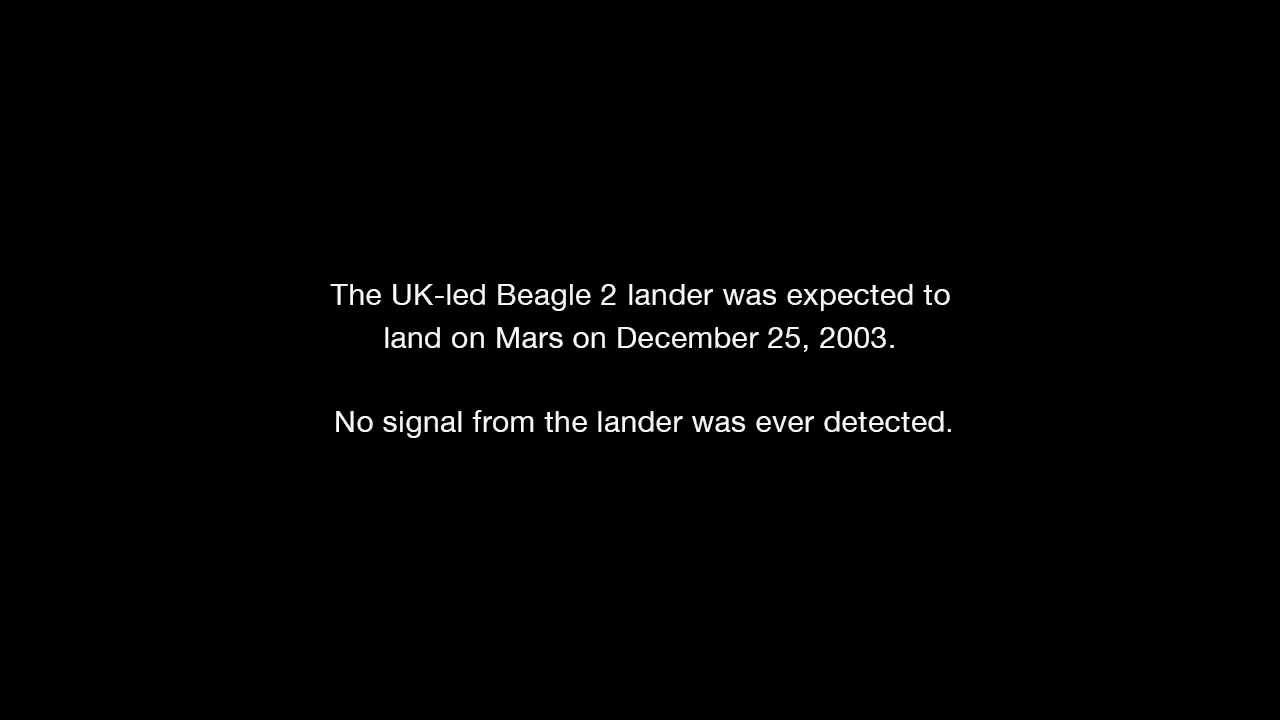 The UK-led Beagle 2 lander was expected to
land on Mars on December 25, 2003.
No signal from the lander was ever detected.